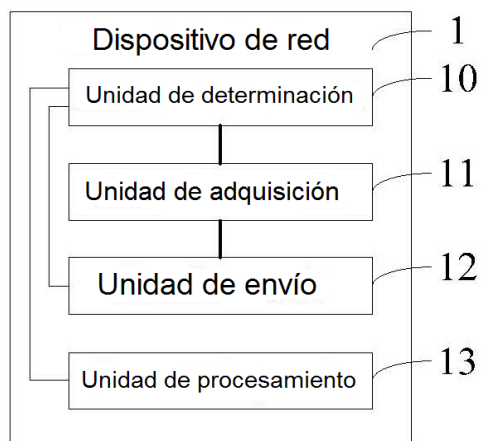 Dispositivo de red 1
Unidad de determinación 10
Unidad de adquisición 11
Unidad de envío 12
Unidad de procesamiento 13